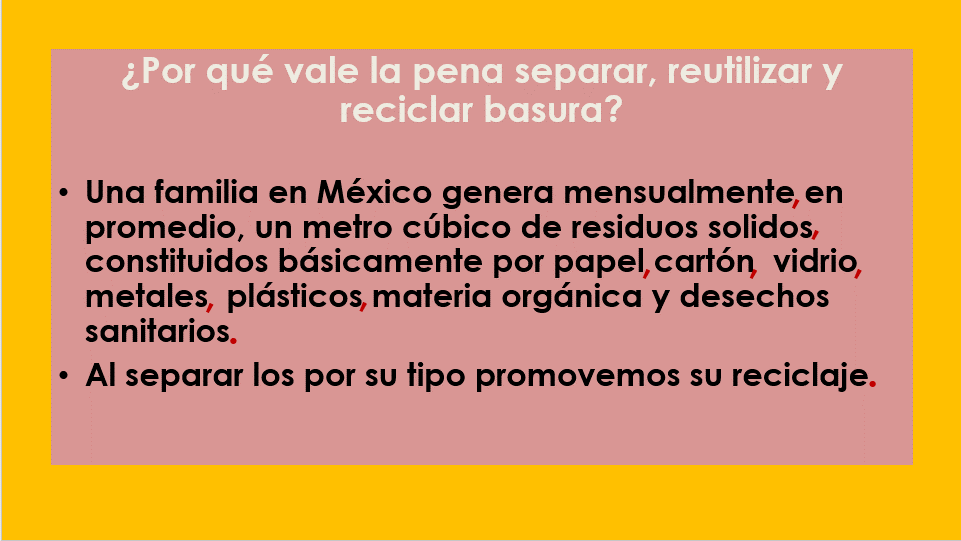 ¿Por qué vale la pena separar, reutilizar y
reciclar basura?
• Una familia en México genera mensualmente, en
promedio, un metro cúbico de residuos solidos,
constituidos básicamente por papel, cartón, vidrio,
metales, plásticos, materia orgánica y desechos
sanitarios.
• Al separar los por su tipo promovemos su reciclaje.